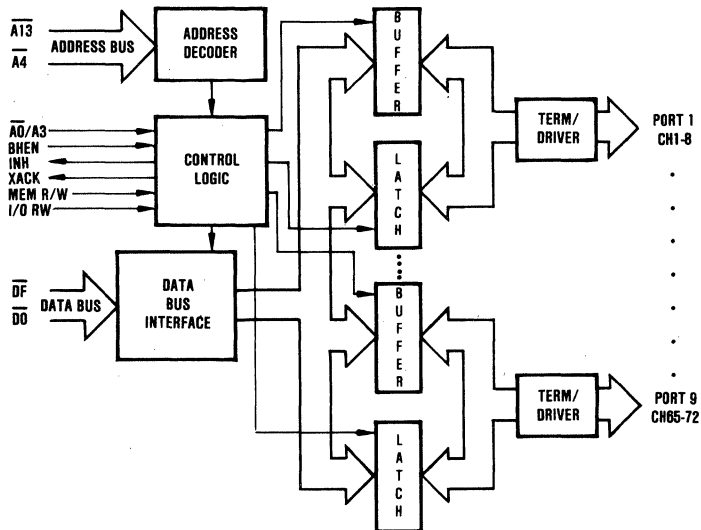 A13
ADDRESS BUS
A4
ADDRESS
DECODER
A0/A3
BHEN
INH
XACK
MEM R/W
I/O RW
CONTROL
LOGIC
DF
DATA BUS
D0
DATA
BUS
INTERFACE
BUFFER
LATCH
BUFFER
LATCH
TERM/
DRIVER
PORT 1
CH1-8
TERM/
DRIVER
PORT 9
CH65-72